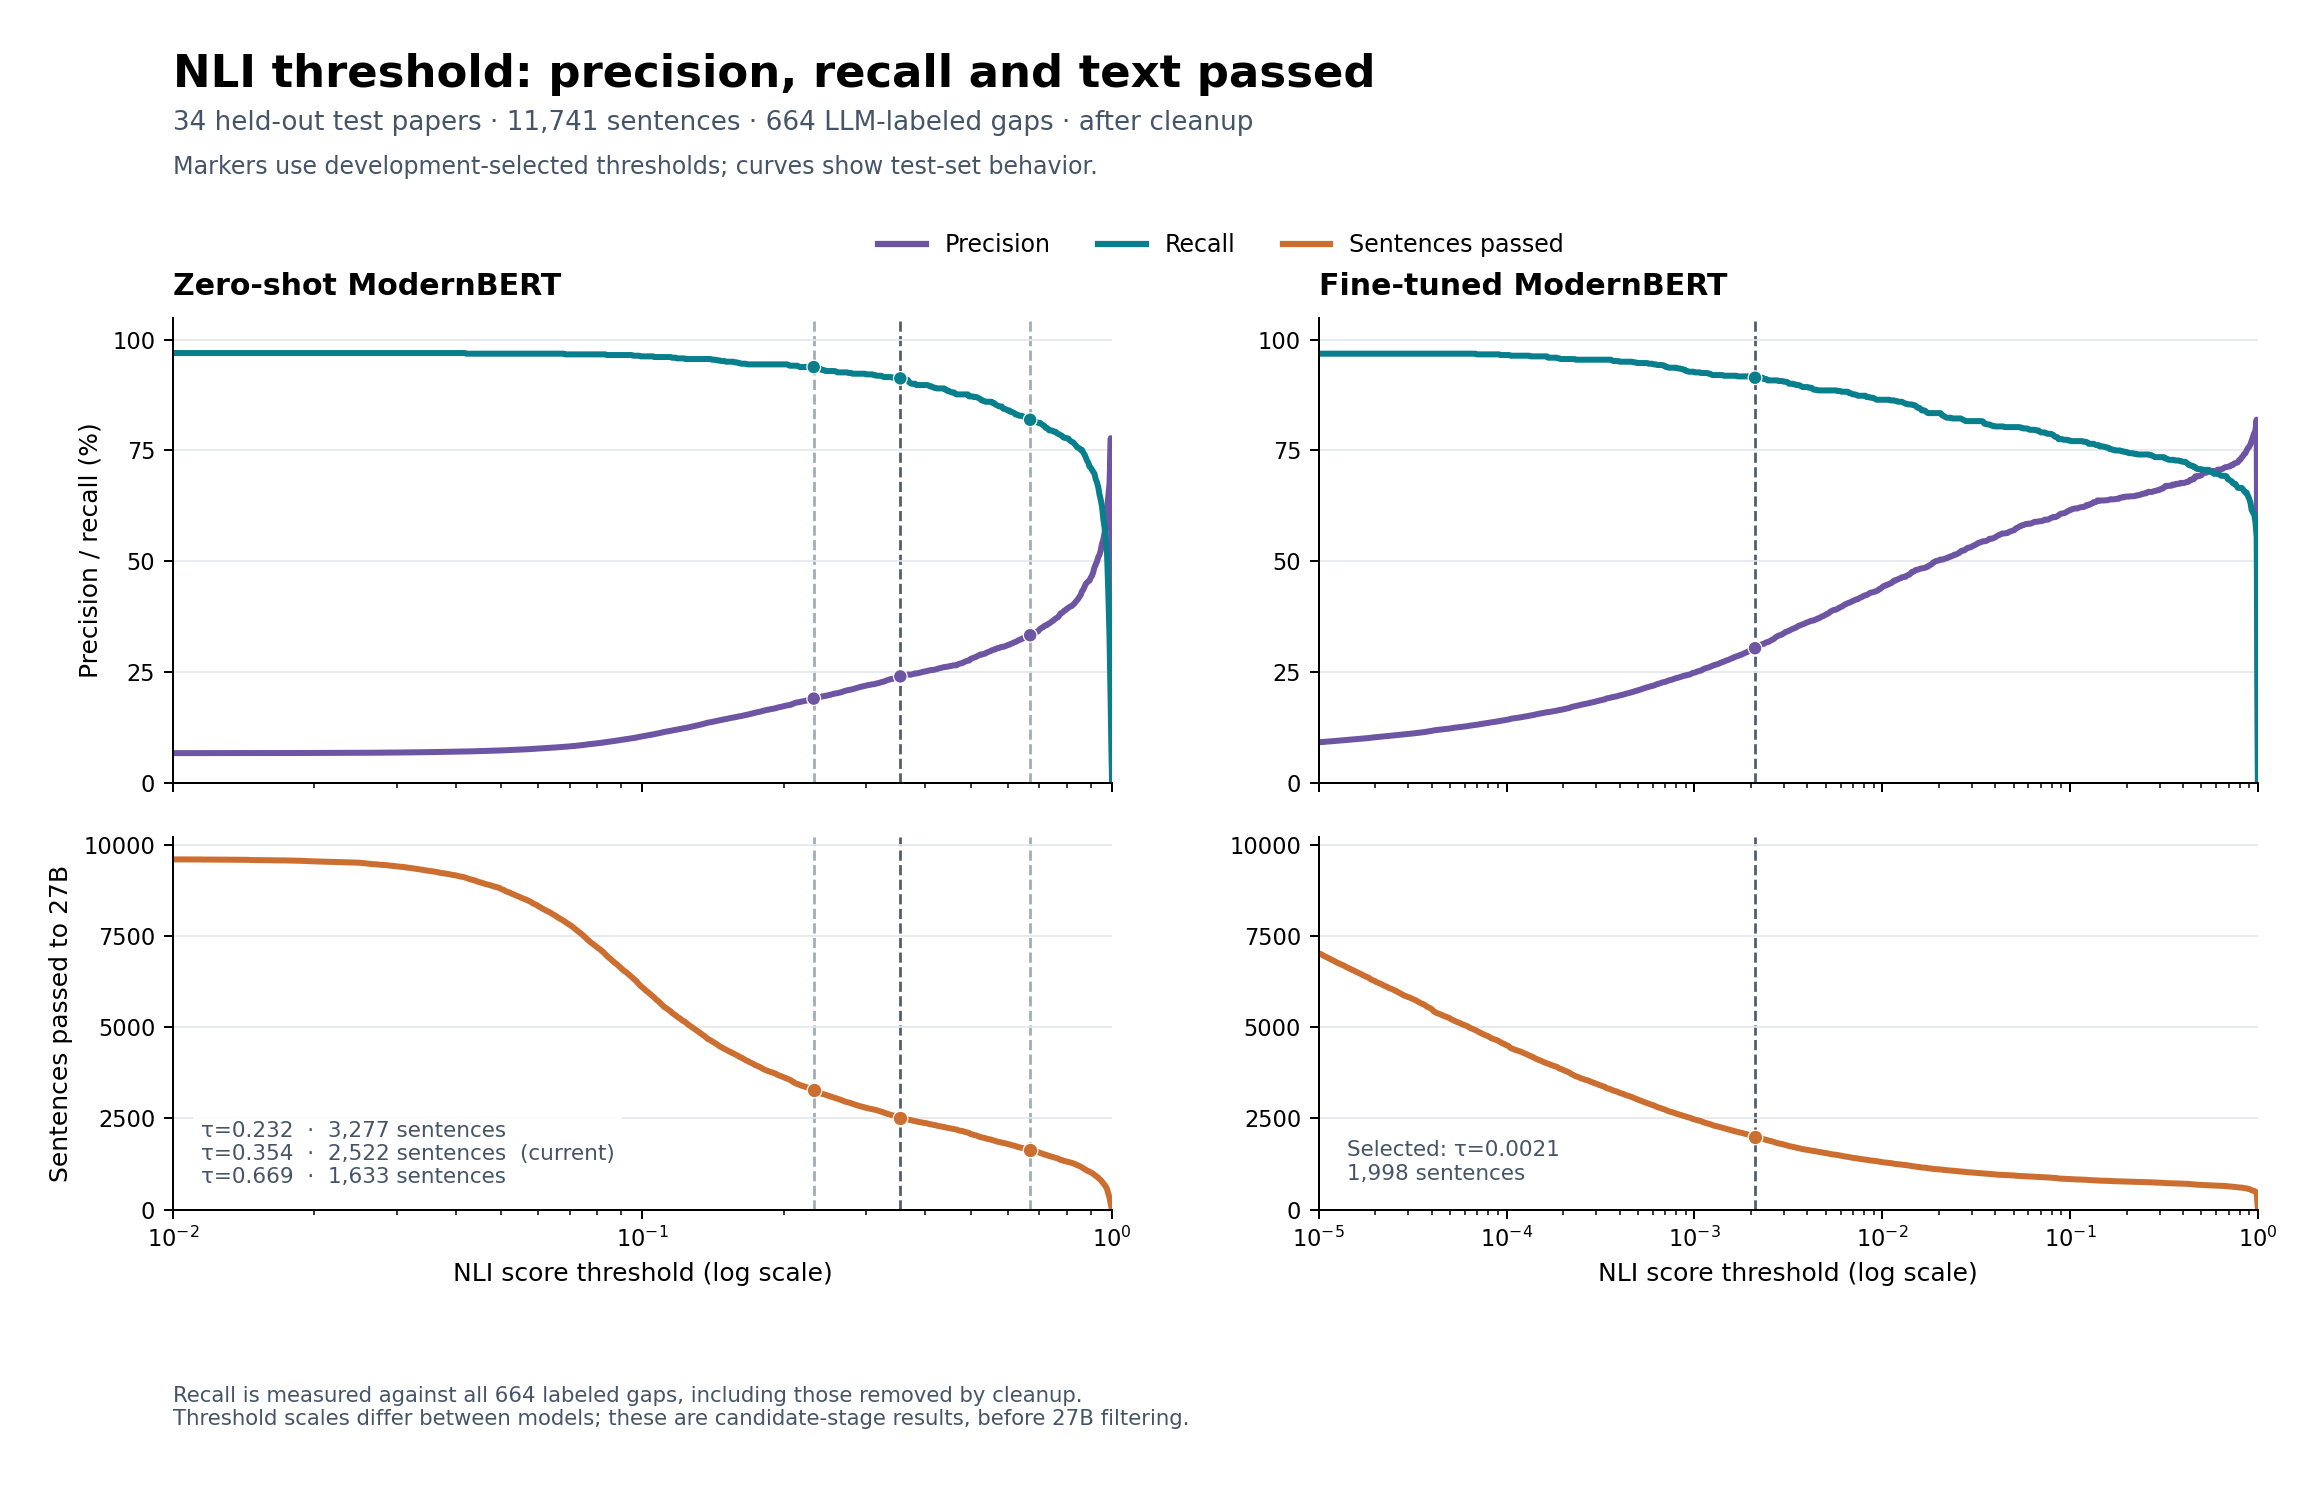 NLI threshold: precision, recall and text passed
34 held-out test papers · 11,741 sentences · 664 LLM-labeled gaps · after cleanup
Markers use development-selected thresholds; curves show test-set behavior.
Precision
Recall
Sentences passed
Zero-shot ModernBERT
Precision / recall (%)
100
75
50
25
0
Fine-tuned ModernBERT
100
75
50
25
0
Sentences passed to 27B
10000
7500
5000
2500
0
τ=0.232 · 3,277 sentences
τ=0.354 · 2,522 sentences (current)
τ=0.669 · 1,633 sentences
10⁻² 10⁻¹ 10⁰
NLI score threshold (log scale)
10000
7500
5000
2500
0
Selected: τ=0.0021
1,998 sentences
10⁻⁵ 10⁻⁴ 10⁻³ 10⁻² 10⁻¹ 10⁰
NLI score threshold (log scale)
Recall is measured against all 664 labeled gaps, including those removed by cleanup.
Threshold scales differ between models; these are candidate-stage results, before 27B filtering.